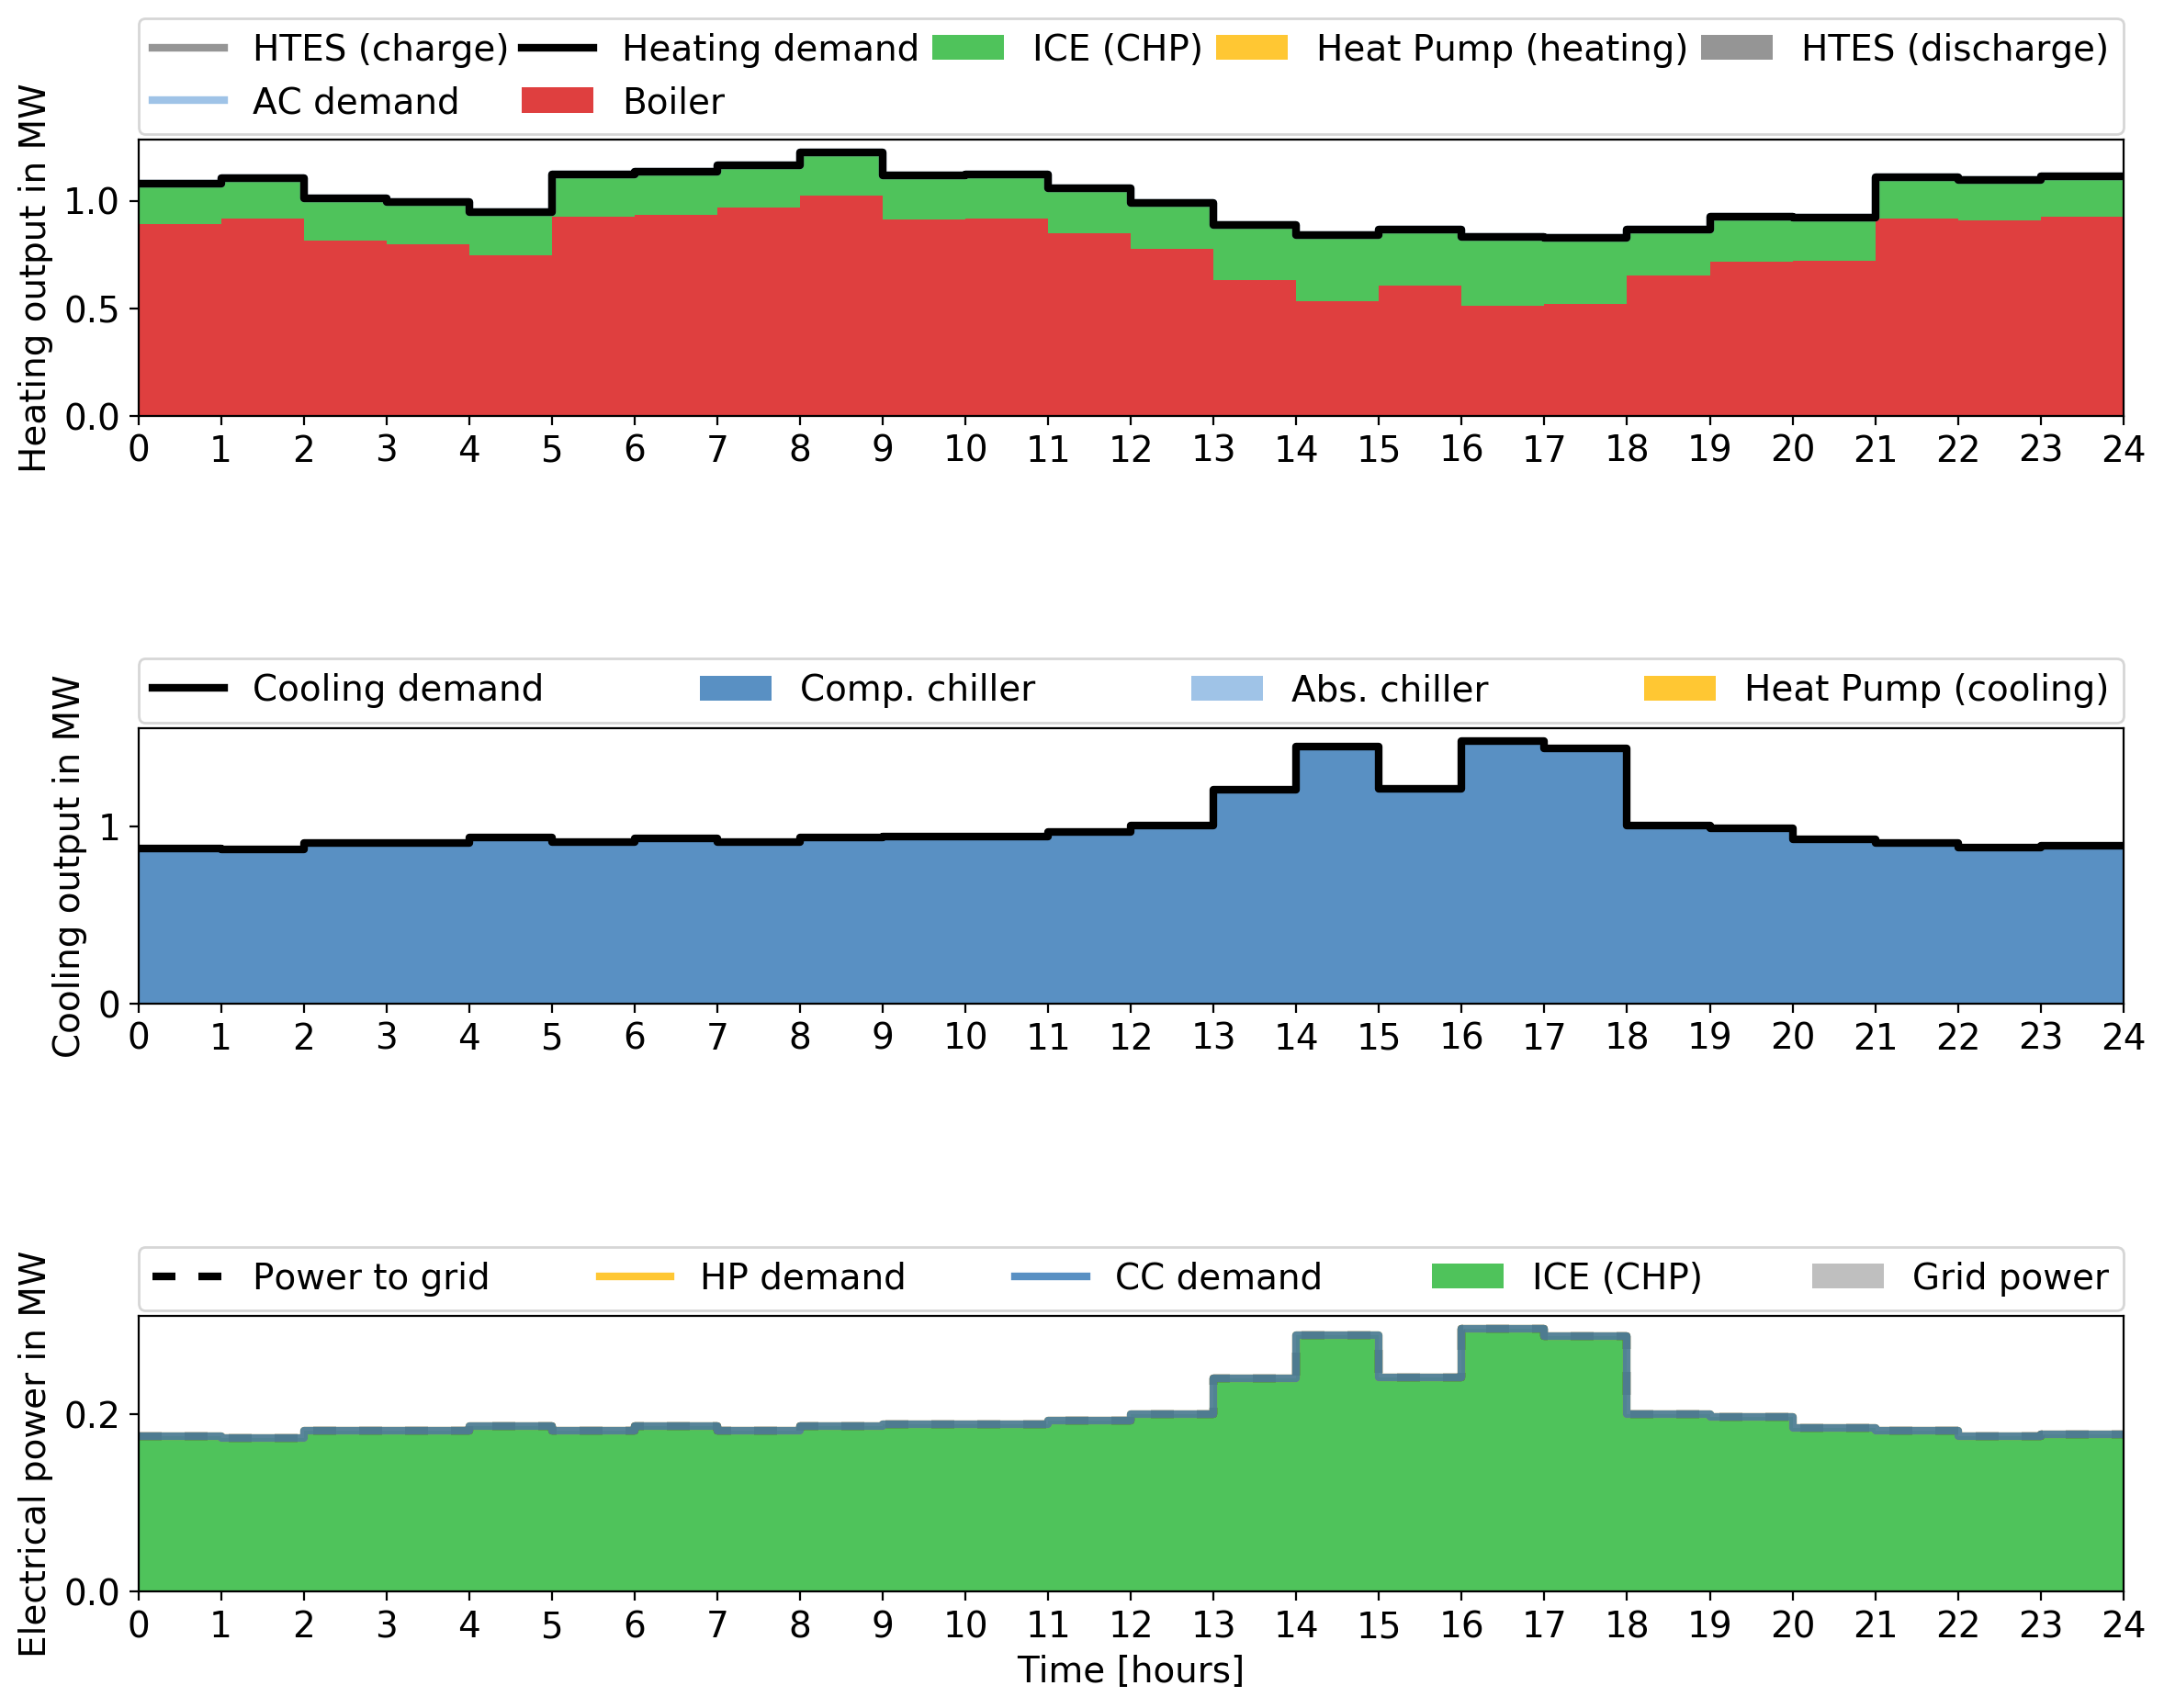 HTES (charge) Heating demand ICE (CHP) Heat Pump (heating) HTES (discharge)
AC demand Boiler
Heating output in MW
1.0
0.5
0.0
0 1 2 3 4 5 6 7 8 9 10 11 12 13 14 15 16 17 18 19 20 21 22 23 24
Cooling demand Comp. chiller Abs. chiller Heat Pump (cooling)
Cooling output in MW
1
0
0 1 2 3 4 5 6 7 8 9 10 11 12 13 14 15 16 17 18 19 20 21 22 23 24
Power to grid HP demand CC demand ICE (CHP) Grid power
Electrical power in MW
0.2
0.0
0 1 2 3 4 5 6 7 8 9 10 11 12 13 14 15 16 17 18 19 20 21 22 23 24
Time [hours]